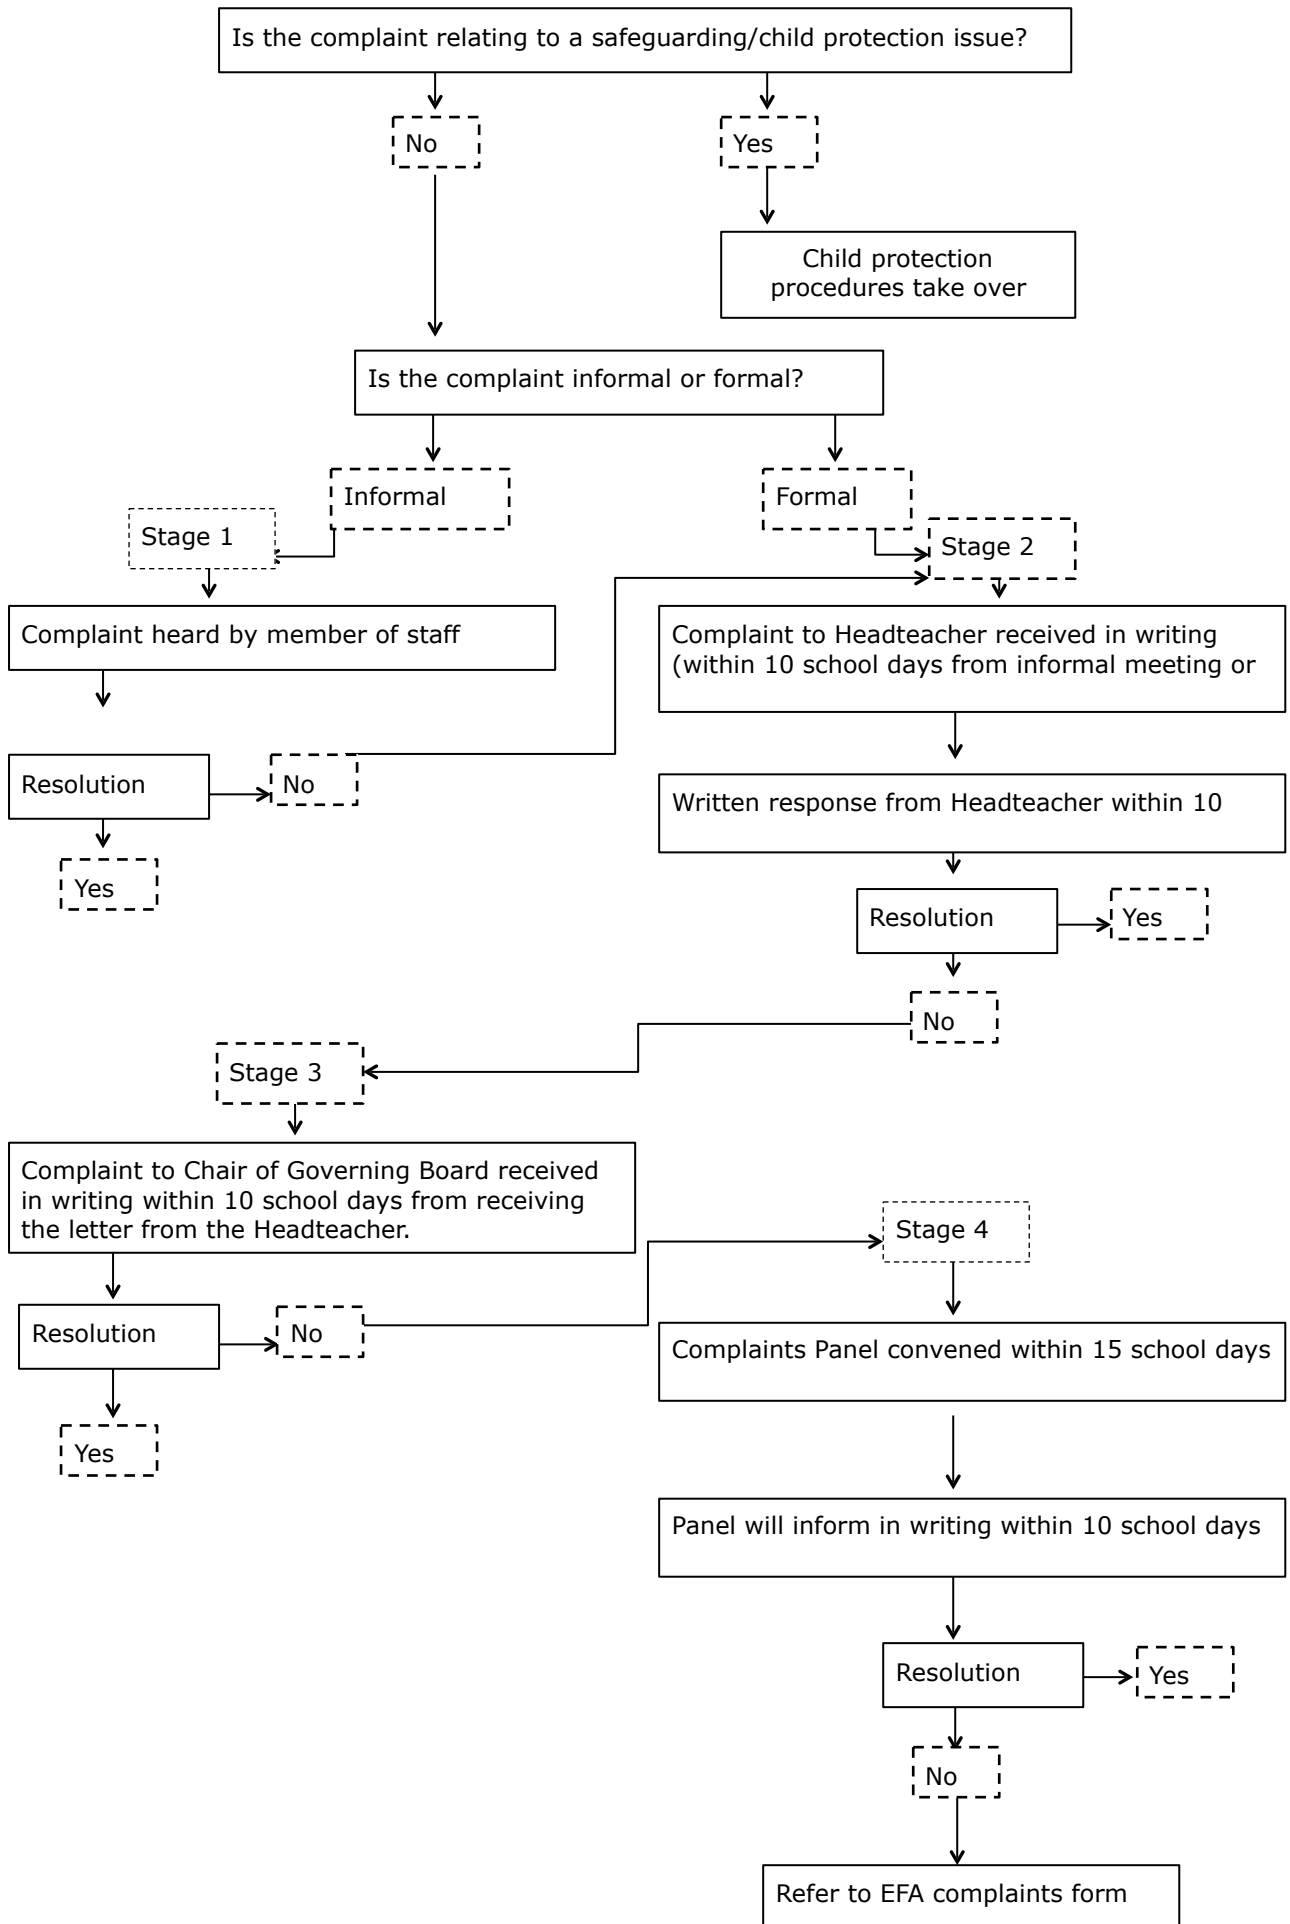 Is the complaint relating to a safeguarding/child protection issue?
No
Yes
Child protection
procedures take over
Is the complaint informal or formal?
Informal
Formal
Stage 1
Stage 2
Complaint heard by member of staff
Complaint to Headteacher received in writing
(within 10 school days from informal meeting or
Resolution
No
Written response from Headteacher within 10
Yes
Resolution
Yes
No
Stage 3
Complaint to Chair of Governing Board received
in writing within 10 school days from receiving
the letter from the Headteacher.
Stage 4
Resolution
No
Complaints Panel convened within 15 school days
Yes
Panel will inform in writing within 10 school days
Resolution
Yes
No
Refer to EFA complaints form